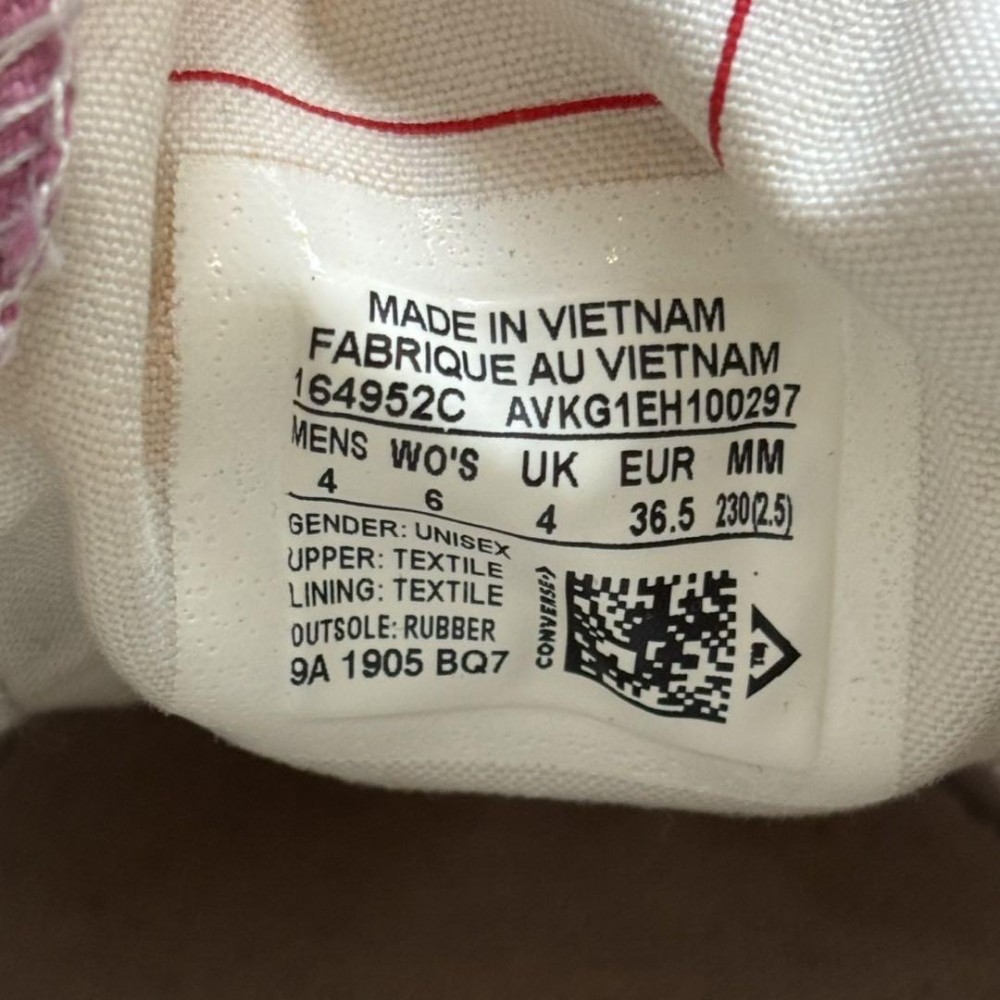 MADE IN VIETNAM
FABRIQUE AU VIETNAM
164952C AVKG1EH100297
MENS WO'S UK EUR MM
4 6 4 36.5 230(2.5)
GENDER: UNISEX
UPPER: TEXTILE
LINING: TEXTILE
OUTSOLE: RUBBER
9A 1905 BQ7
CONVERSE